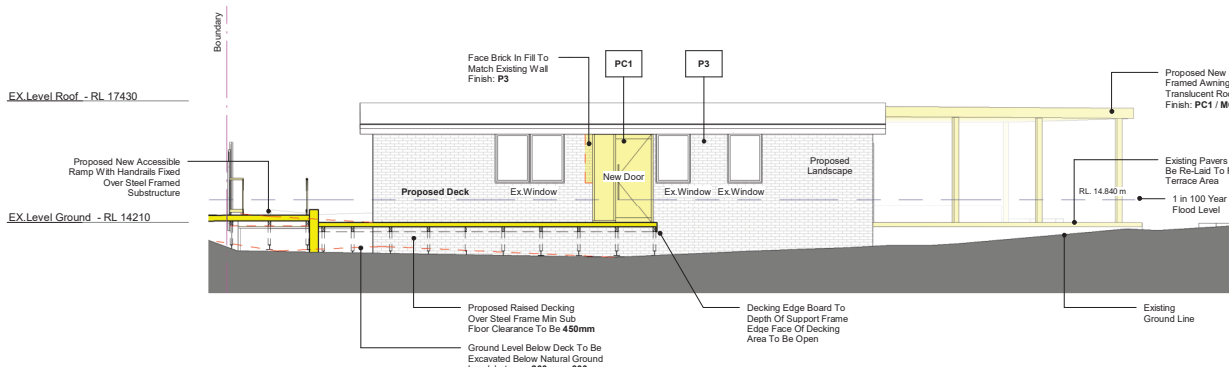 Boundary
Face Brick In Fill To
Match Existing Wall
Finish: P3
PC1
P3
Proposed New
Framed Awning
Translucent
Finish: PC1 /
EX.Level Roof - RL 17430
Proposed New Accessible
Ramp With Handrails Fixed
Over Steel Framed
Substructure
Proposed Deck
Ex.Window
New Door
Ex.Window
Ex.Window
Proposed
Landscape
Existing Pavers
Be Re-Laid To
Terrace Area
RL. 14.840 m
1 in 100 Year
Flood Level
EX.Level Ground - RL 14210
Proposed Raised Decking
Over Steel Frame Min Sub
Floor Clearance To Be 450mm
Decking Edge Board To
Depth Of Support Frame
Edge Face Of Decking
Area To Be Open
Existing
Ground Line
Ground Level Below Deck To Be
Excavated Below Natural Ground